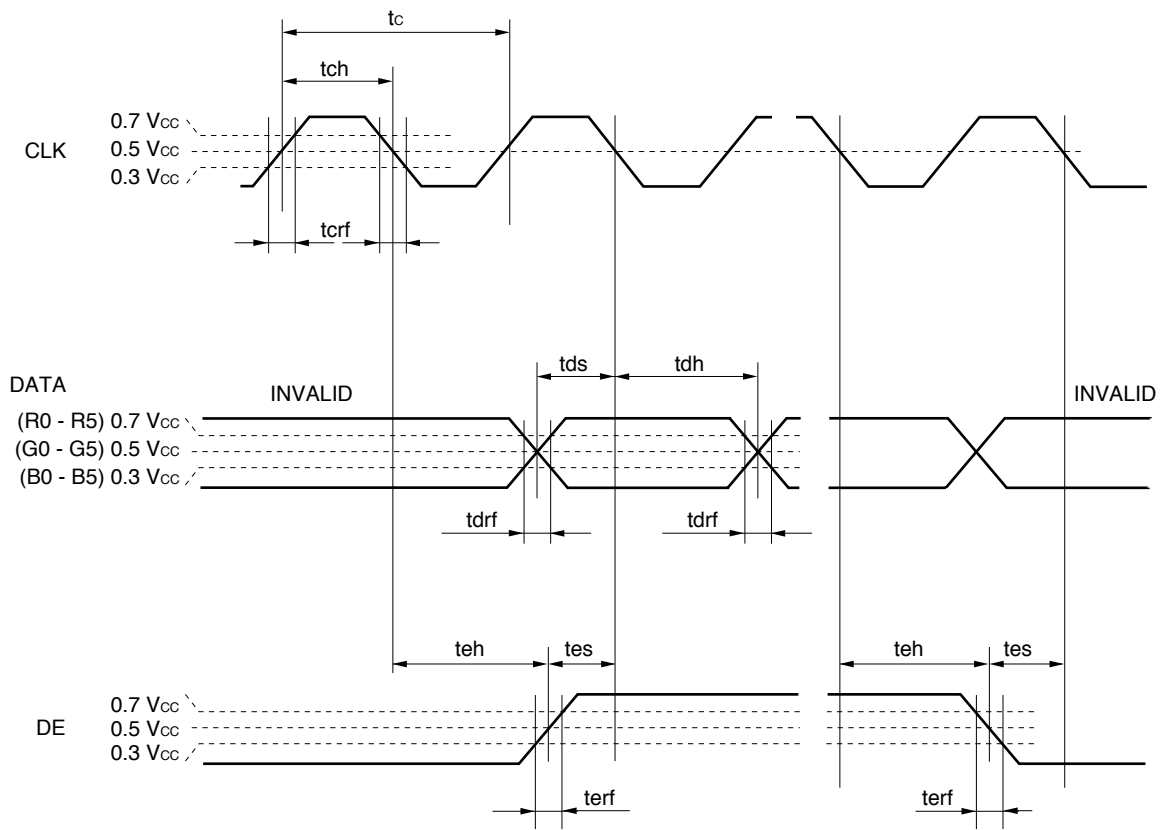 tc
tch
0.7 Vcc
CLK
0.5 Vcc
0.3 Vcc
tcrf
tds
tdh
DATA
INVALID
INVALID
(R0 - R5) 0.7 Vcc
(G0 - G5) 0.5 Vcc
(B0 - B5) 0.3 Vcc
tdrf
tdrf
teh
tes
teh
tes
0.7 Vcc
DE
0.5 Vcc
0.3 Vcc
terf
terf